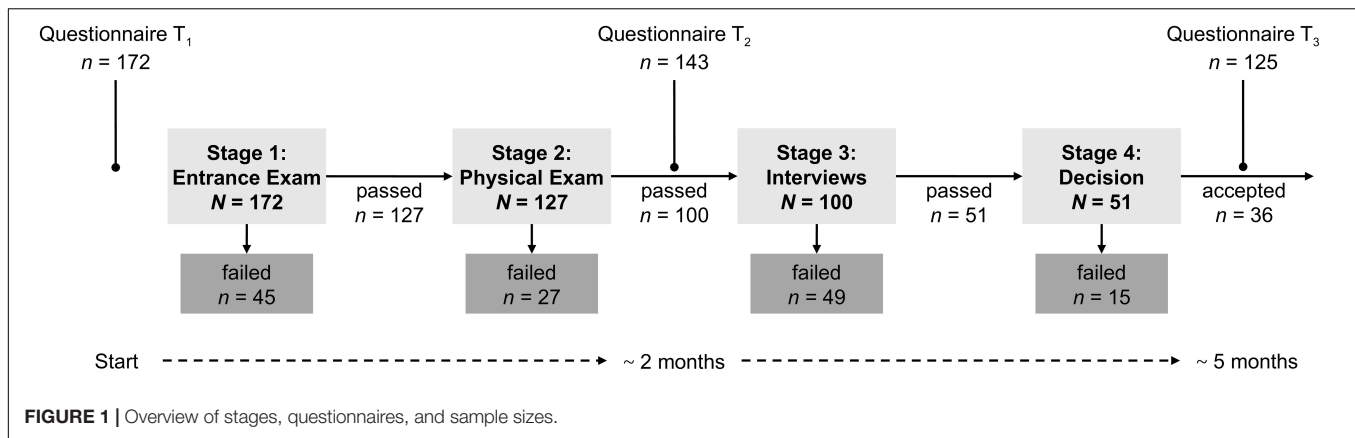 Questionnaire T₁
n = 172
Questionnaire T₂
n = 143
Questionnaire T₃
n = 125
Stage 1:
Entrance Exam
N = 172
passed
n = 127
Stage 2:
Physical Exam
N = 127
passed
n = 100
Stage 3:
Interviews
N = 100
passed
n = 51
Stage 4:
Decision
N = 51
accepted
n = 36
failed
n = 45
failed
n = 27
failed
n = 49
failed
n = 15
Start
~ 2 months
~ 5 months
FIGURE 1 | Overview of stages, questionnaires, and sample sizes.